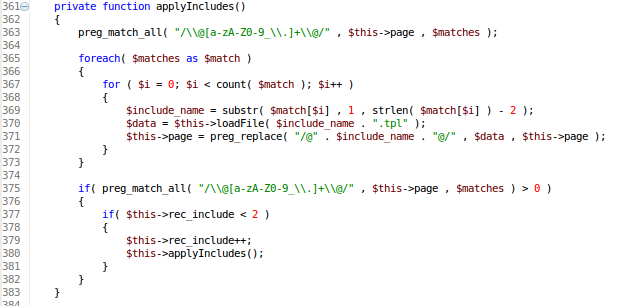 361 private function applyIncludes()
362 {
363 preg_match_all( "/\\@[a-zA-Z0-9_\\.]+\\@/" , $this->page , $matches );
364
365 foreach( $matches as $match )
366 {
367 for ( $i = 0; $i < count( $match ); $i++ )
368 {
369 $include_name = substr( $match[$i] , 1 , strlen( $match[$i] ) - 2 );
370 $data = $this->loadFile( $include_name . ".tpl" );
371 $this->page = preg_replace( "/@" . $include_name . "@/" , $data , $this->page );
372 }
373 }
374
375 if( preg_match_all( "/\\@[a-zA-Z0-9_\\.]+\\@/" , $this->page , $matches ) > 0 )
376 {
377 if( $this->rec_include < 2 )
378 {
379 $this->rec_include++;
380 $this->applyIncludes();
381 }
382 }
383 }
384